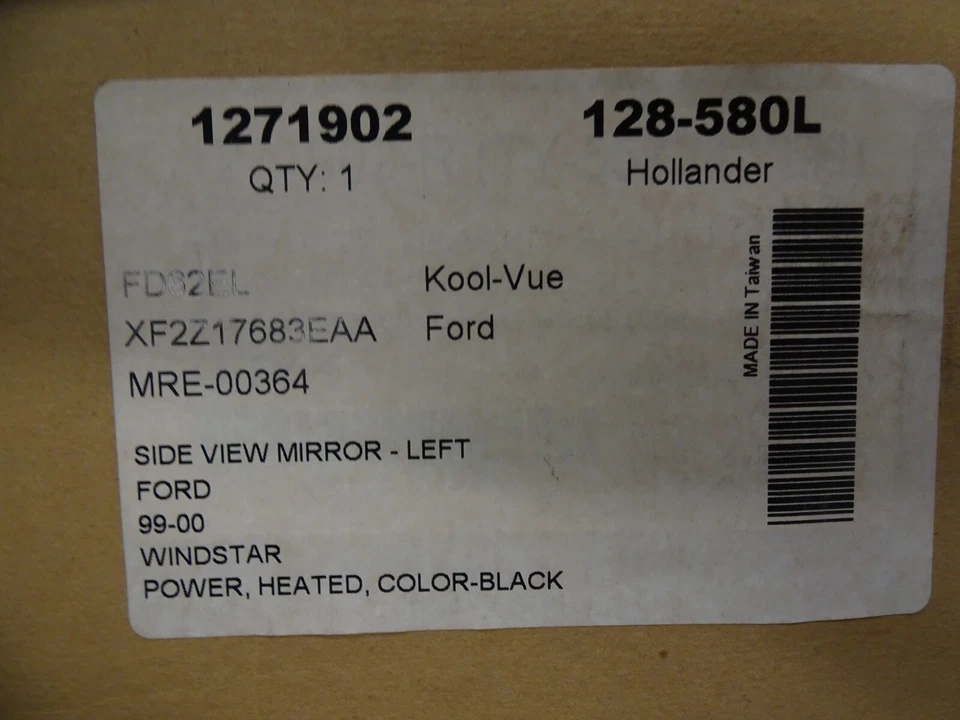 1271902 128-580L
QTY: 1 Hollander
FD62EL Kool-Vue
XF2Z17683EAA Ford
MRE-00364
MADE IN Taiwan
SIDE VIEW MIRROR - LEFT
FORD
99-00
WINDSTAR
POWER, HEATED, COLOR-BLACK